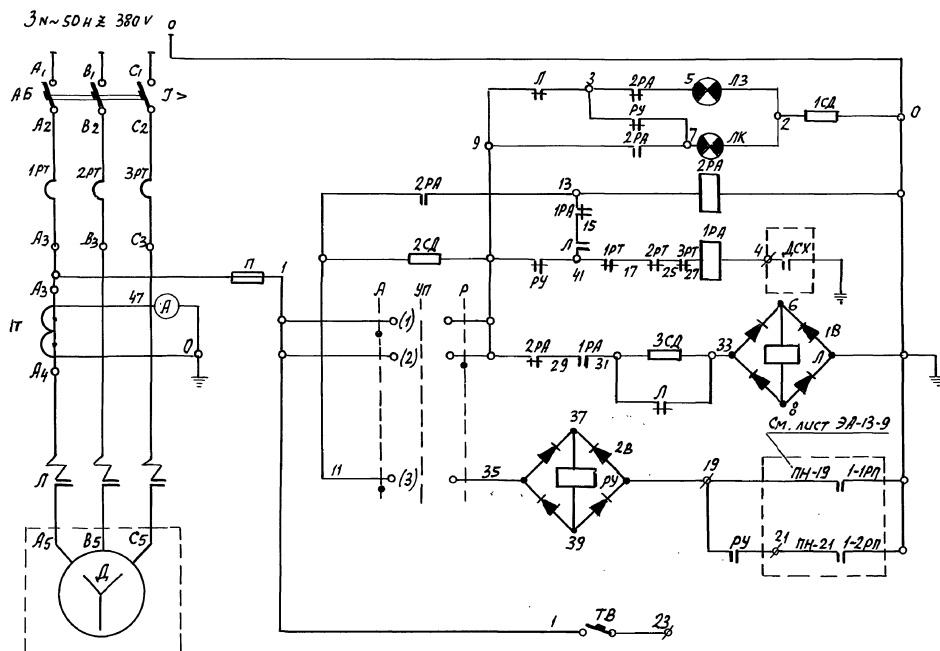 3N~50HZ 380V
0
A1 B1 C1
АБ
I>
A2 B2 C2
1РТ 2РТ 3РТ
A3 B3 C3
A3
47
А
1Т
0
A4
Л
A5 B5 C5
Д
П
1
Л
3
2РА
5
ЛЗ
РУ
1СД
0
2
9
2РА
7
ЛК
2РА
13
2РА
1РА
15
2СД
Л
РУ
41
1РТ
17
2РТ
25
3РТ
27
1РА
4
ДСХ
А
УП
Р
(1)
(2)
(3)
11
2РА
29
1РА
31
3СД
Л
33
6
1В
Л
8
См. лист ЭА-13-9
35
37
2В
РУ
39
19
ПН-19
1-1РП
РУ
21
ПН-21
1-2РП
1
ТВ
23